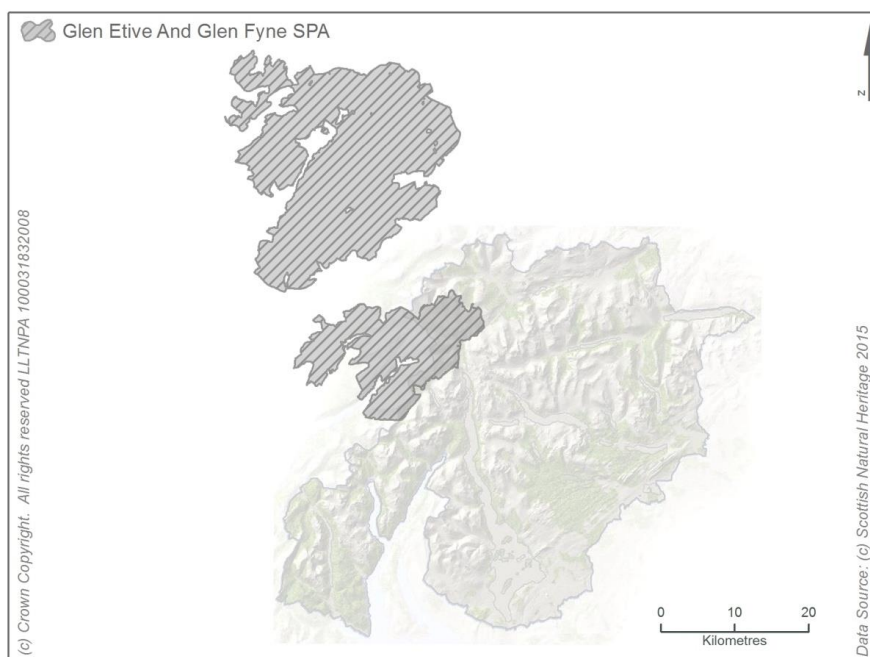 Glen Etive And Glen Fyne SPA
z
(c) Crown Copyright. All rights reserved LLTNPA 100031832008
Data Source: (c) Scottish Natural Heritage 2015
0 10 20
Kilometres